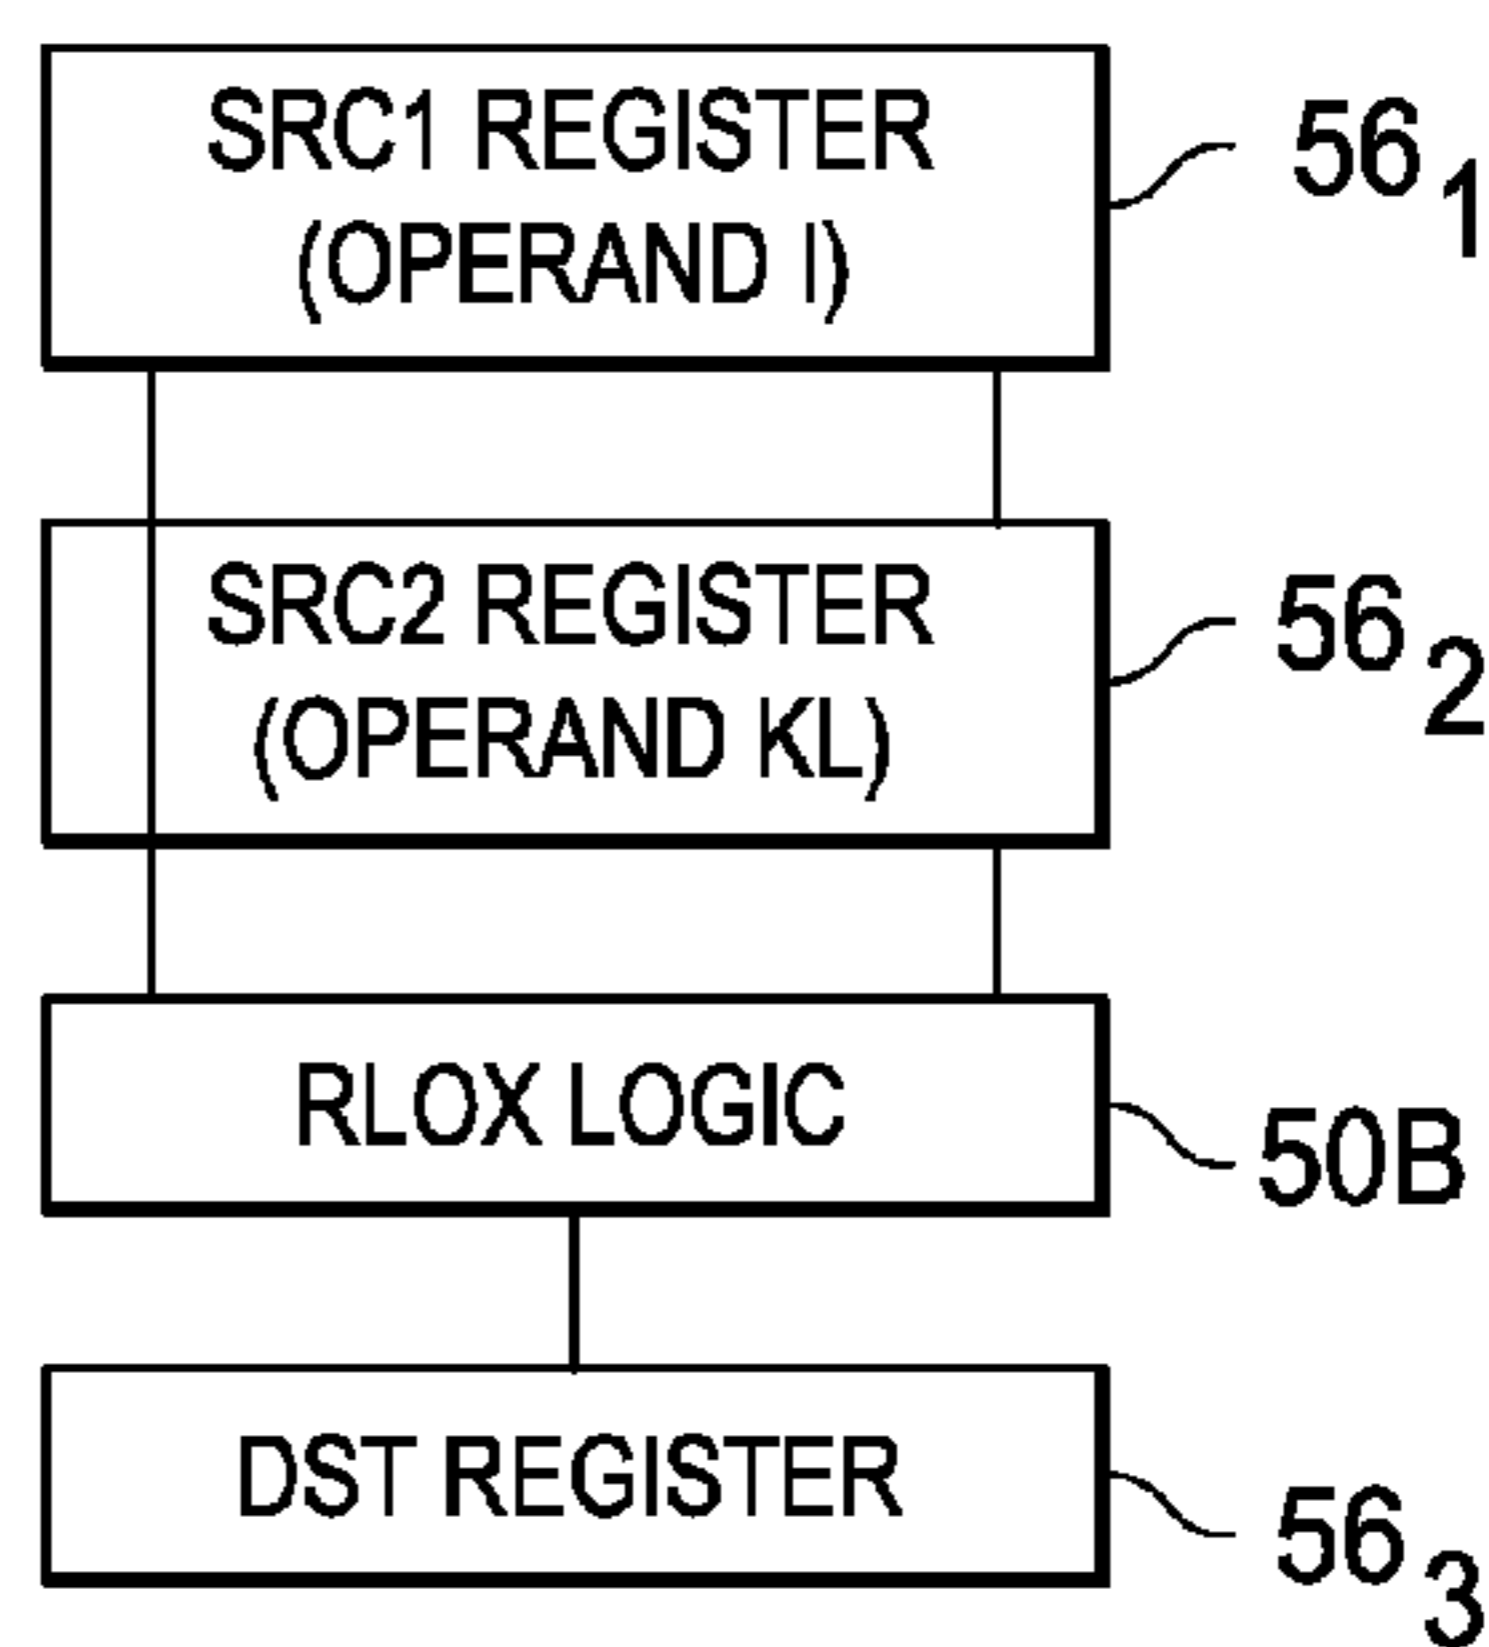 SRC1 REGISTER
(OPERAND I)
56 1
SRC2 REGISTER
(OPERAND KL)
56 2
RLOX LOGIC
50B
DST REGISTER
56 3